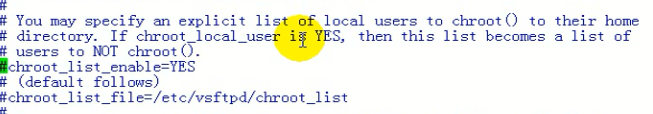 #
# You may specify an explicit list of local users to chroot() to their home
# directory. If chroot_local_user is YES, then this list becomes a list of
# users to NOT chroot().
#chroot_list_enable=YES
# (default follows)
#chroot_list_file=/etc/vsftpd/chroot_list
#